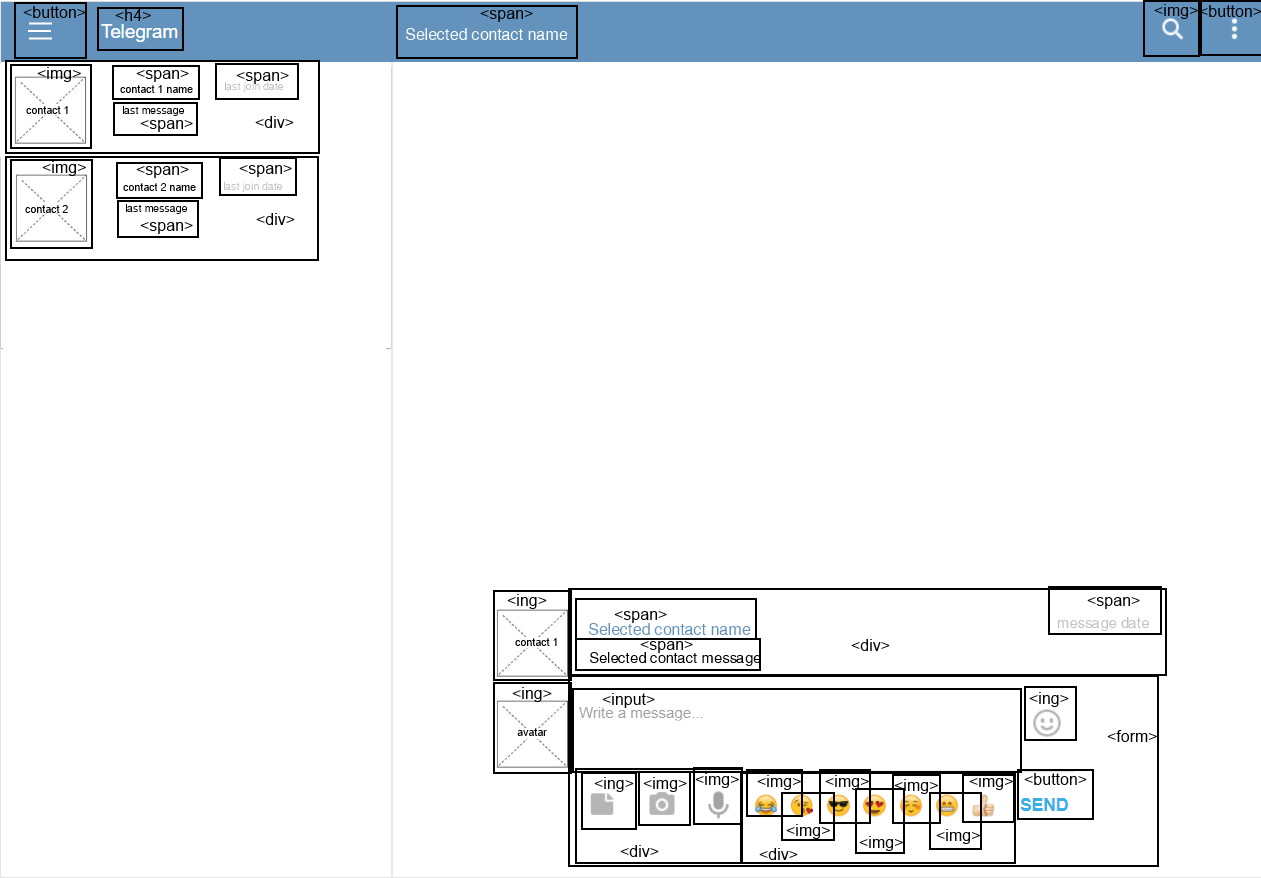 <button>
<h4>
Telegram
<span>
Selected contact name
<img>
<button>
<img>
contact 1
<span>
contact 1 name
<span>
last join date
last message
<span>
<div>
<img>
contact 2
<span>
contact 2 name
<span>
last join date
last message
<span>
<div>
<ing>
contact 1
<span>
Selected contact name
<span>
Selected contact message
<div>
<span>
message date
<ing>
avatar
<input>
Write a message...
<ing>
<form>
<ing>
<img>
<ing>
<div>
<img>
<img>
<img>
<img>
<img>
<img>
<img>
<div>
<button>
SEND